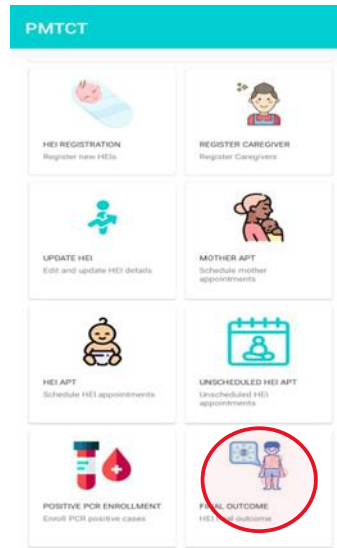 PMTCT
HEI REGISTRATION
Register new HEIs
REGISTER CAREGIVER
Register Caregivers
UPDATE HEI
Edit and update HEI details
MOTHER APT
Schedule mother
appointments
HEI APT
Schedule HEI appointments
UNSCHEDULED HEI APT
Unscheduled HEI
appointments
POSITIVE PCR ENROLLMENT
Enroll PCR positive cases
FINAL OUTCOME
HEI final outcome